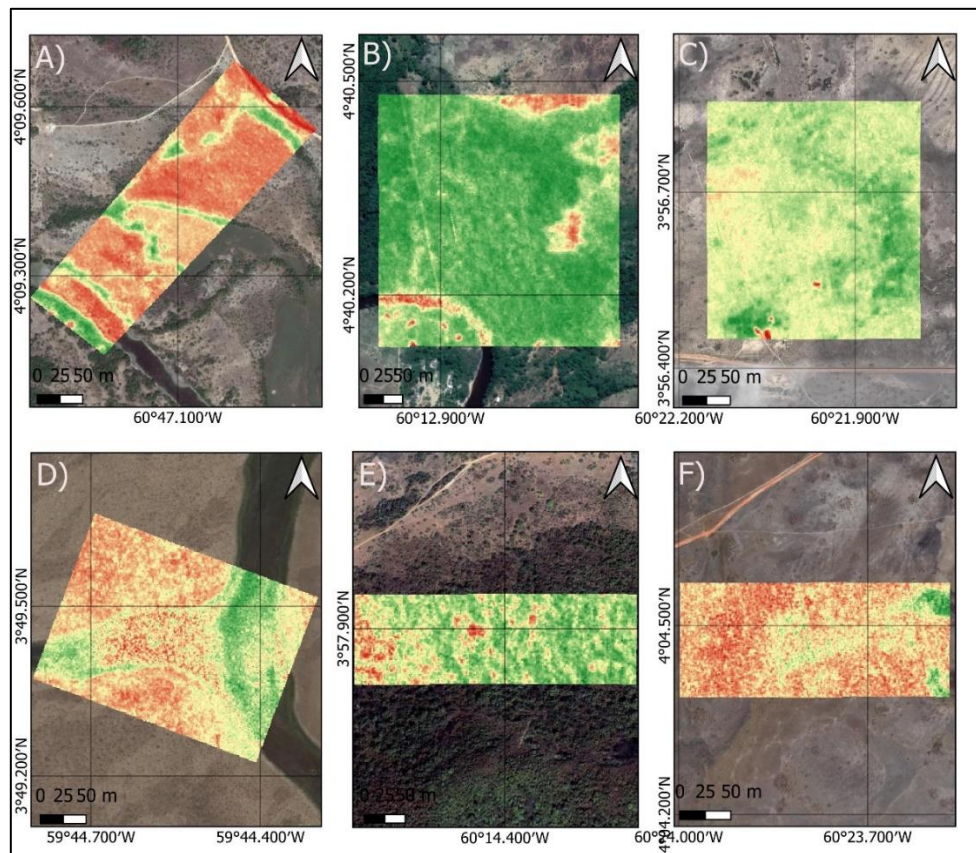 A)
4°09.600'N
4°09.300'N
0 25 50 m
60°47.100'W
B)
4°40.500'N
4°40.200'N
0 2550 m
60°12.900'W
C)
3°56.700'N
3°56.400'N
0 25 50 m
60°22.200'W
60°21.900'W
D)
3°49.500'N
3°49.200'N
0 25 50 m
59°44.700'W
59°44.400'W
E)
3°57.900'N
0 2550 m
60°14.400'W
F)
4°04.500'N
4°04.200'N
0 25 50 m
60°24.000'W
60°23.700'W